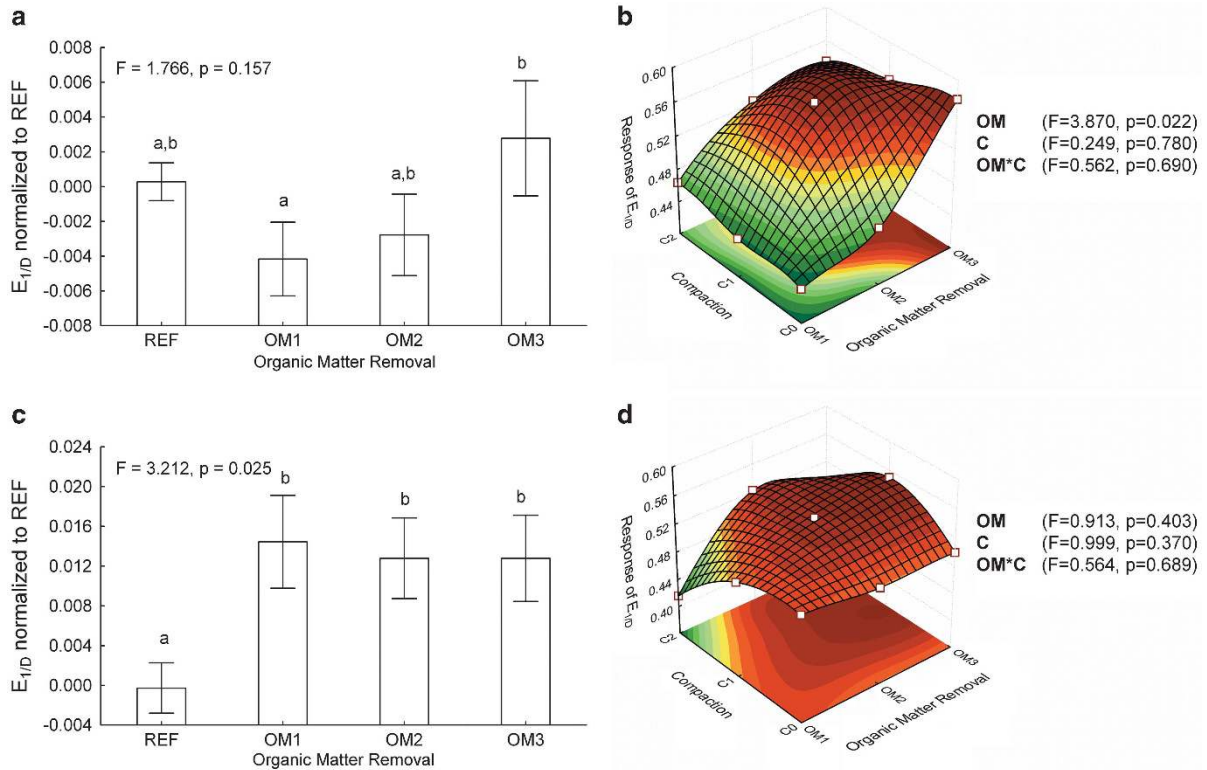 a
E1/D normalized to REF
0.008
0.006
0.004
0.002
0.000
-0.002
-0.004
-0.006
-0.008
F = 1.766, p = 0.157
a,b
a
a,b
b
REF OM1 OM2 OM3
Organic Matter Removal
b
Response of E1/D
0.60
0.56
0.52
0.48
0.44
C2
C1
C0
Compaction
OM1
OM2
OM3
Organic Matter Removal
OM (F=3.870, p=0.022)
C (F=0.249, p=0.780)
OM*C (F=0.562, p=0.690)
c
E1/D normalized to REF
0.024
0.020
0.016
0.012
0.008
0.004
0.000
-0.004
F = 3.212, p = 0.025
a
b
b
b
REF OM1 OM2 OM3
Organic Matter Removal
d
Response of E1/D
0.60
0.56
0.52
0.48
0.44
0.40
C2
C1
C0
Compaction
OM1
OM2
OM3
Organic Matter Removal
OM (F=0.913, p=0.403)
C (F=0.999, p=0.370)
OM*C (F=0.564, p=0.689)